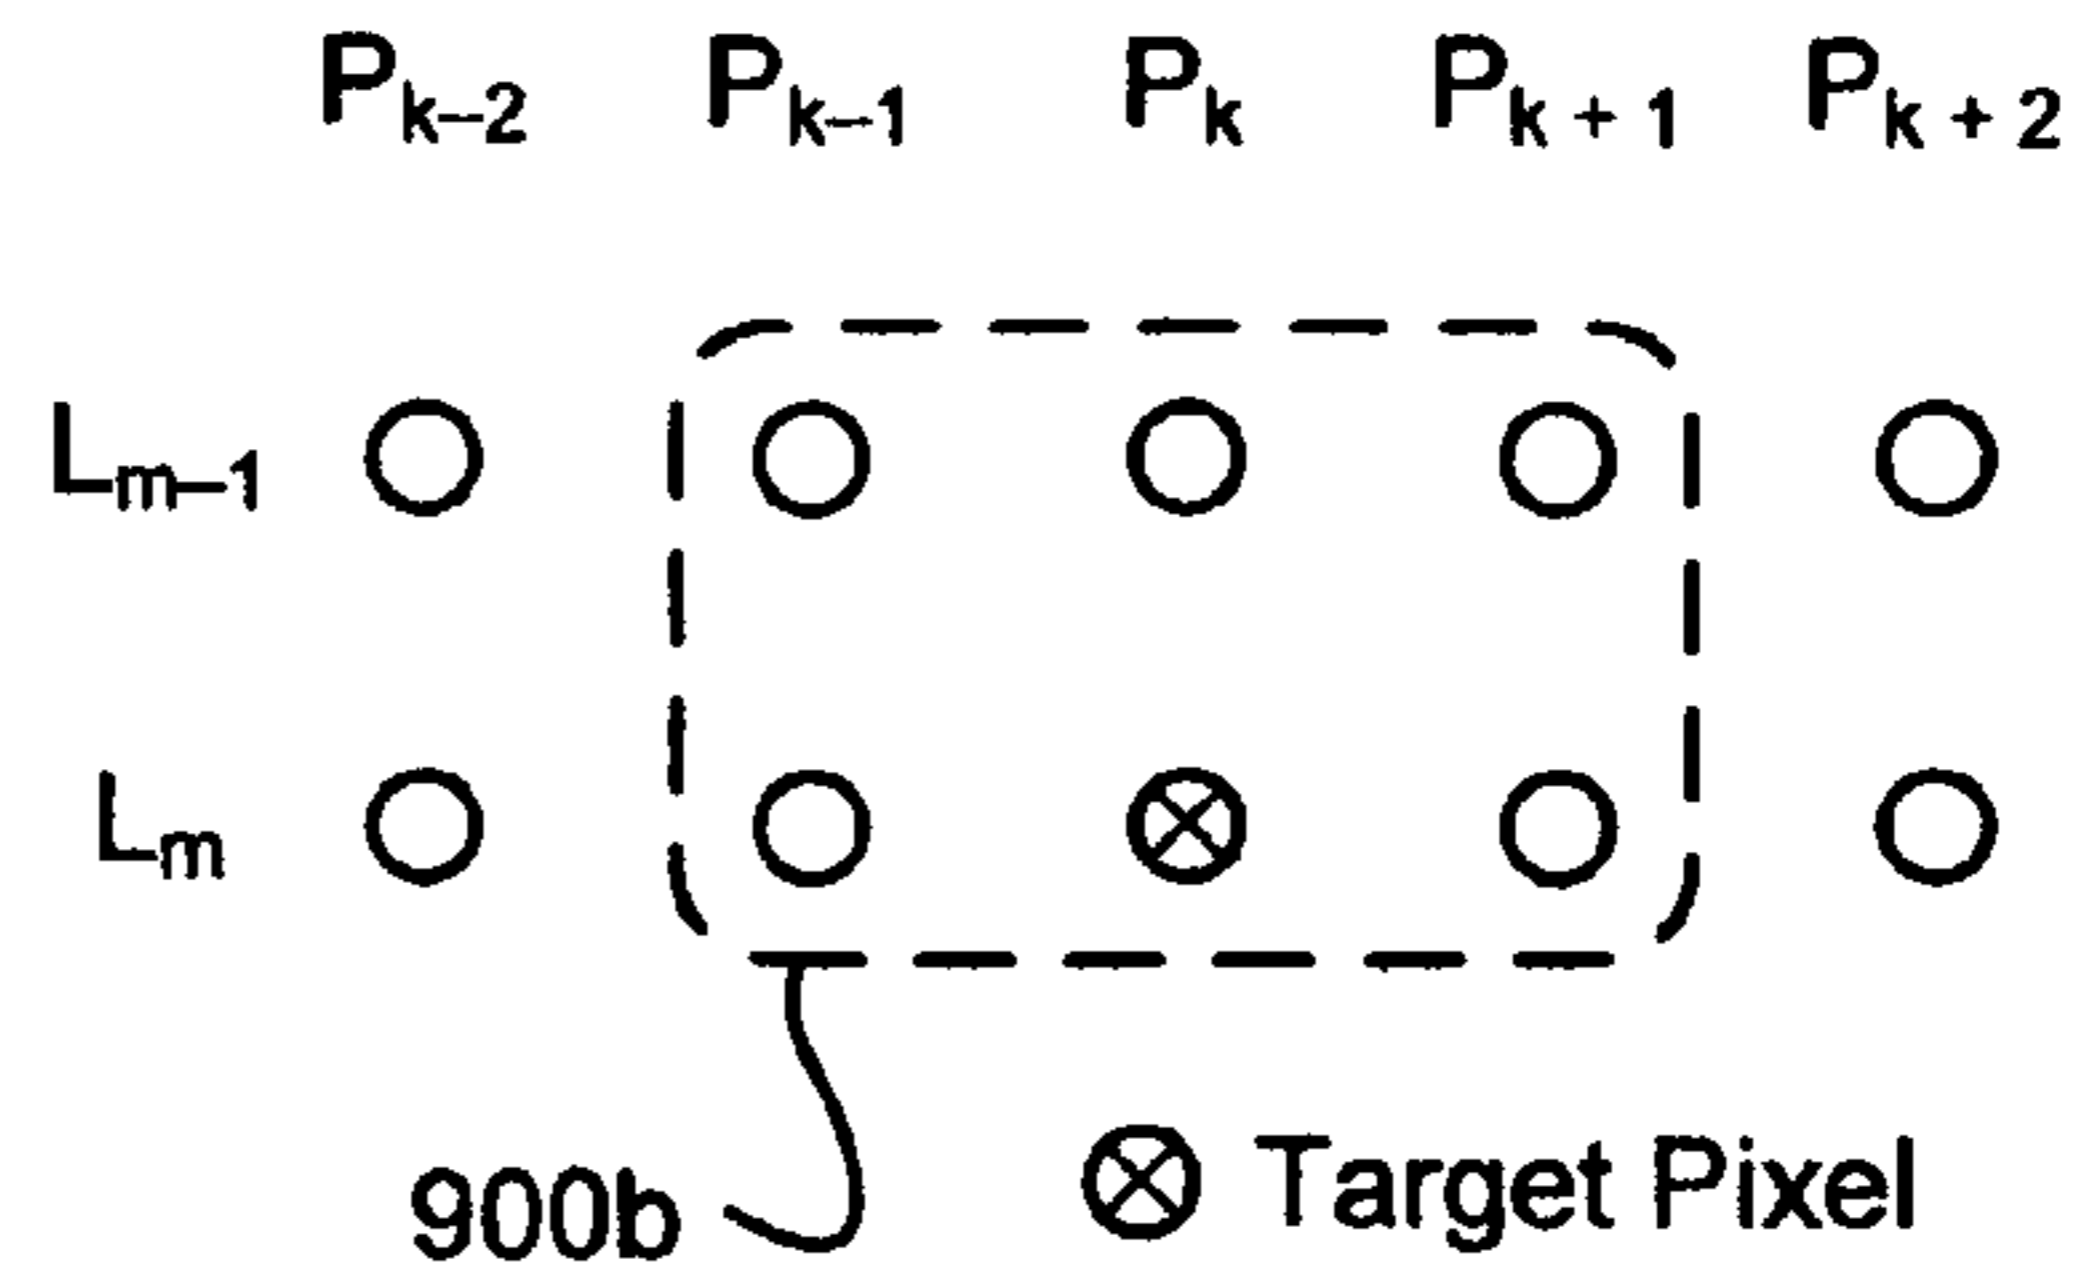 Pk–2 Pk–1 Pk Pk + 1 Pk + 2
Lm–1
Lm
900b Target Pixel